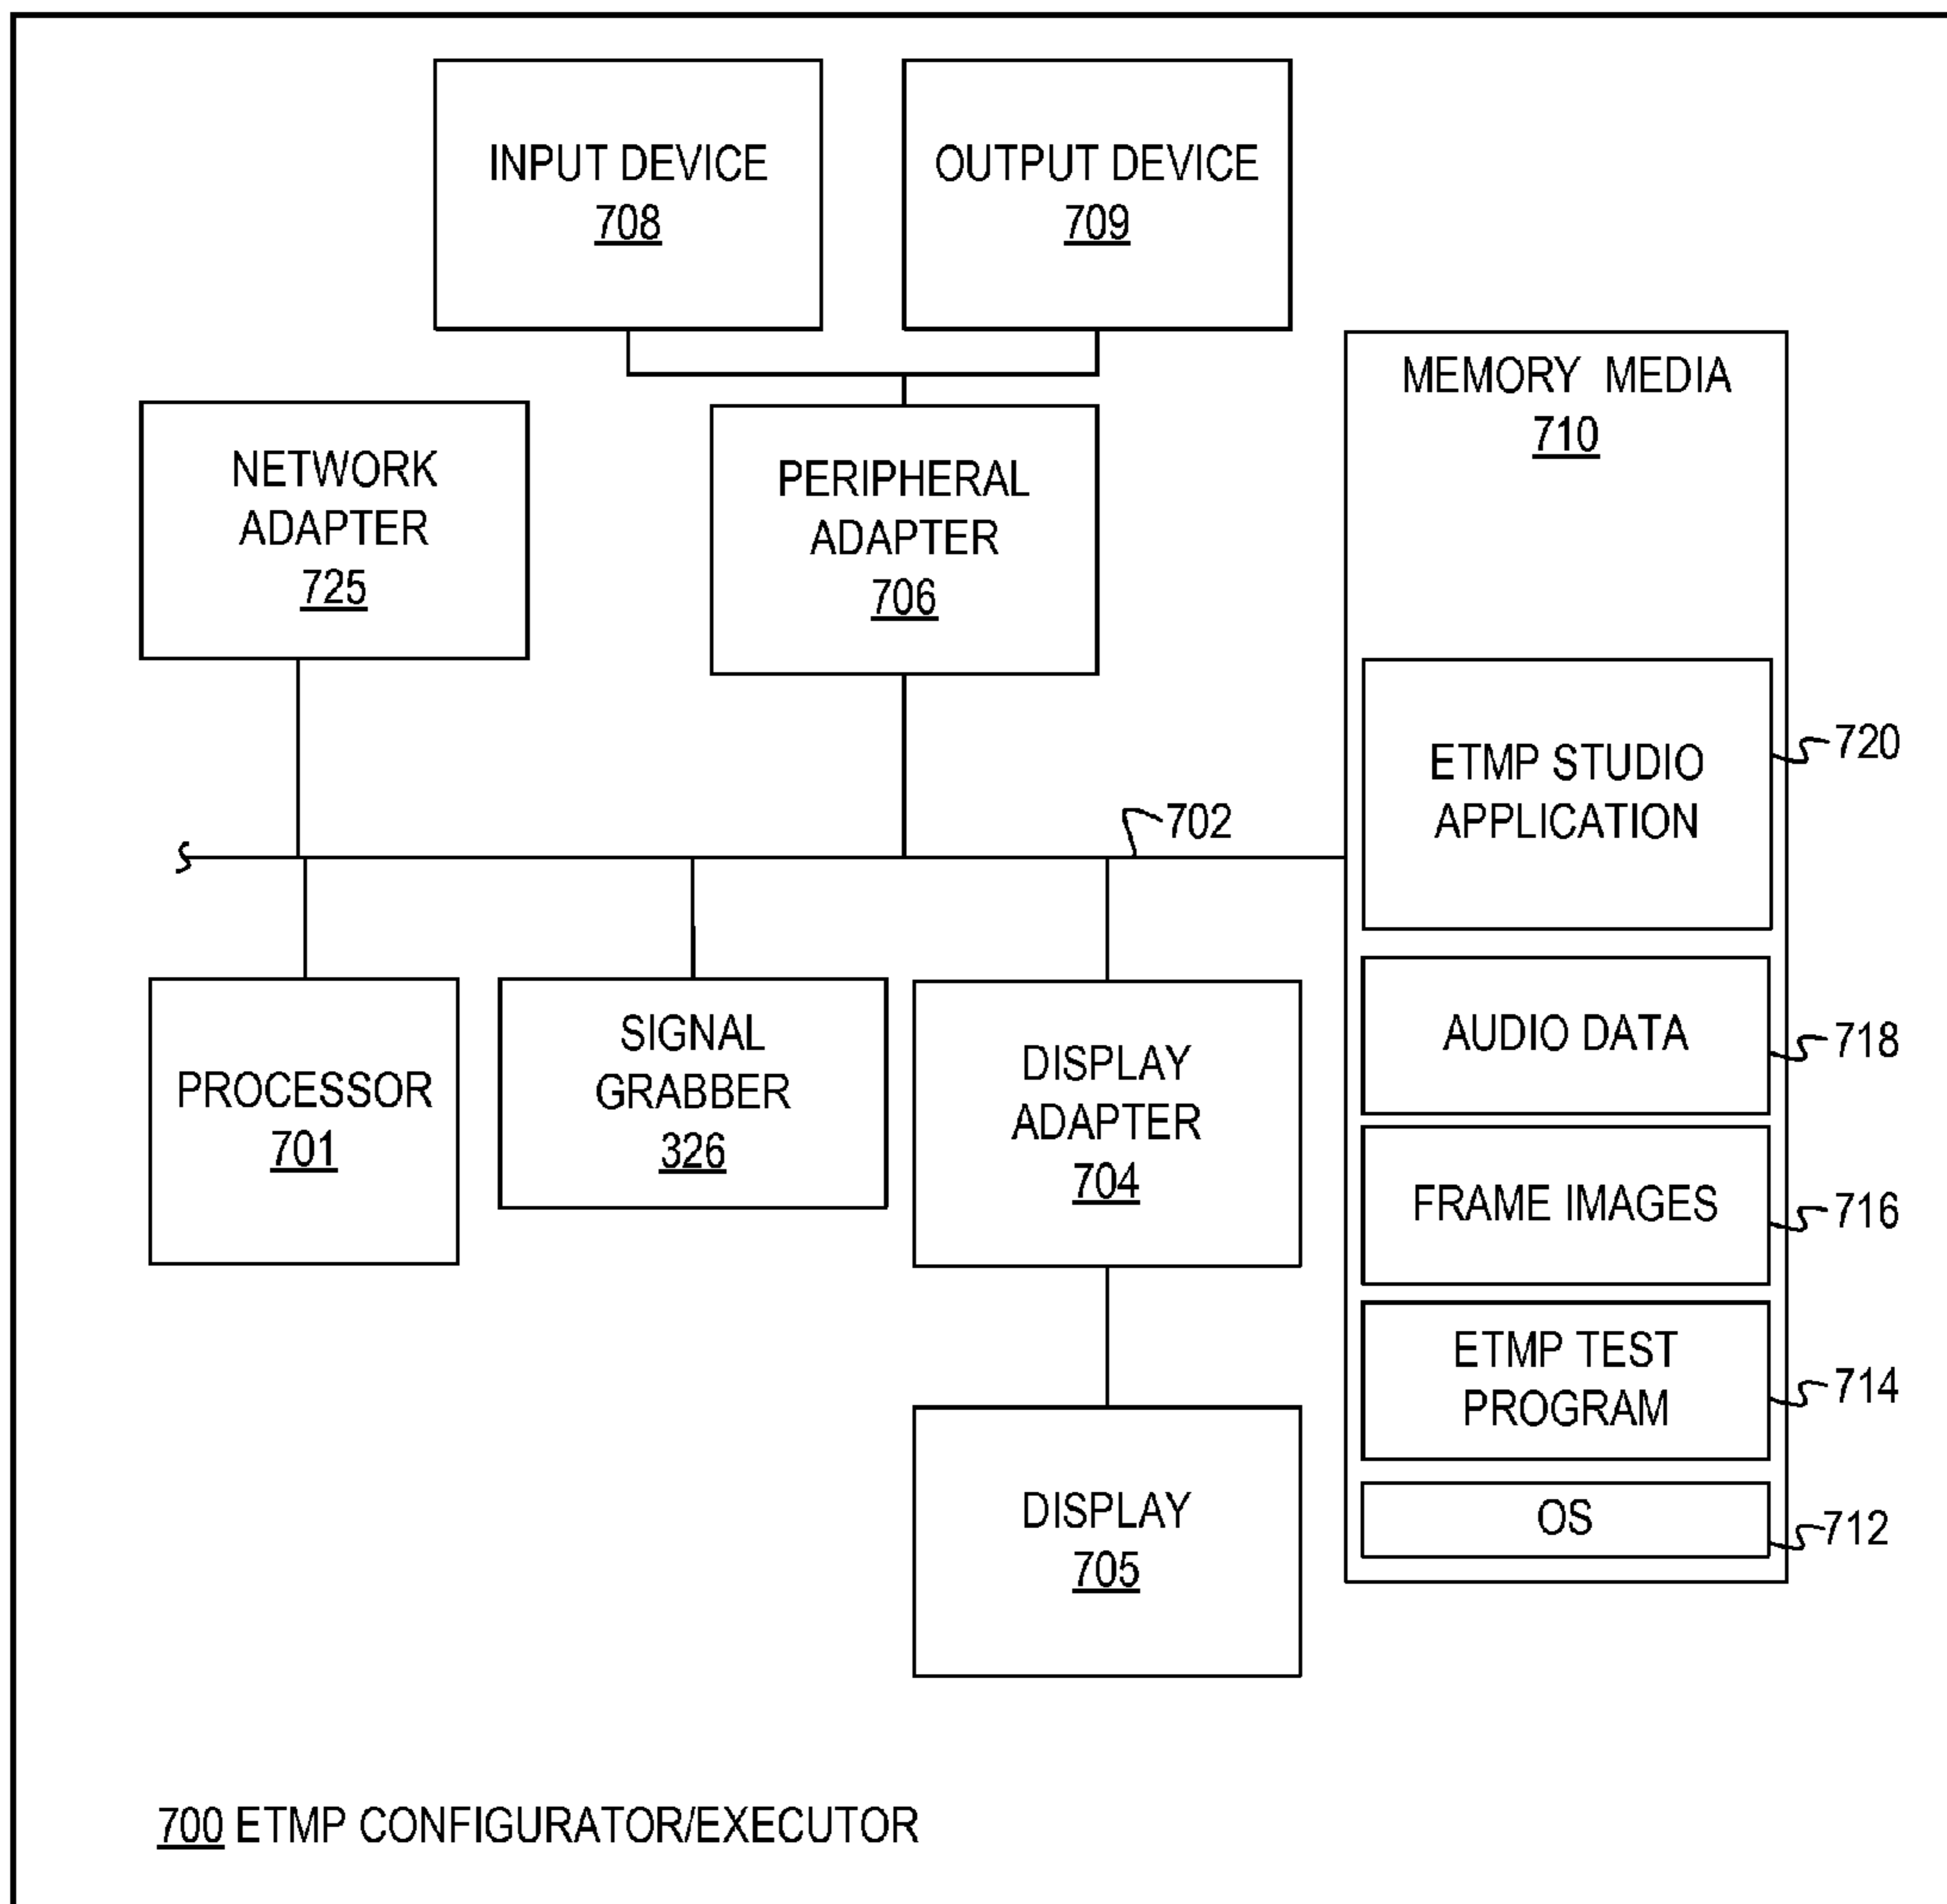 INPUT DEVICE
708
OUTPUT DEVICE
709
MEMORY MEDIA
710
NETWORK
ADAPTER
725
PERIPHERAL
ADAPTER
706
ETMP STUDIO
APPLICATION
720
702
PROCESSOR
701
SIGNAL
GRABBER
326
DISPLAY
ADAPTER
704
AUDIO DATA
718
FRAME IMAGES
716
ETMP TEST
PROGRAM
714
DISPLAY
705
OS
712
700 ETMP CONFIGURATOR/EXECUTOR